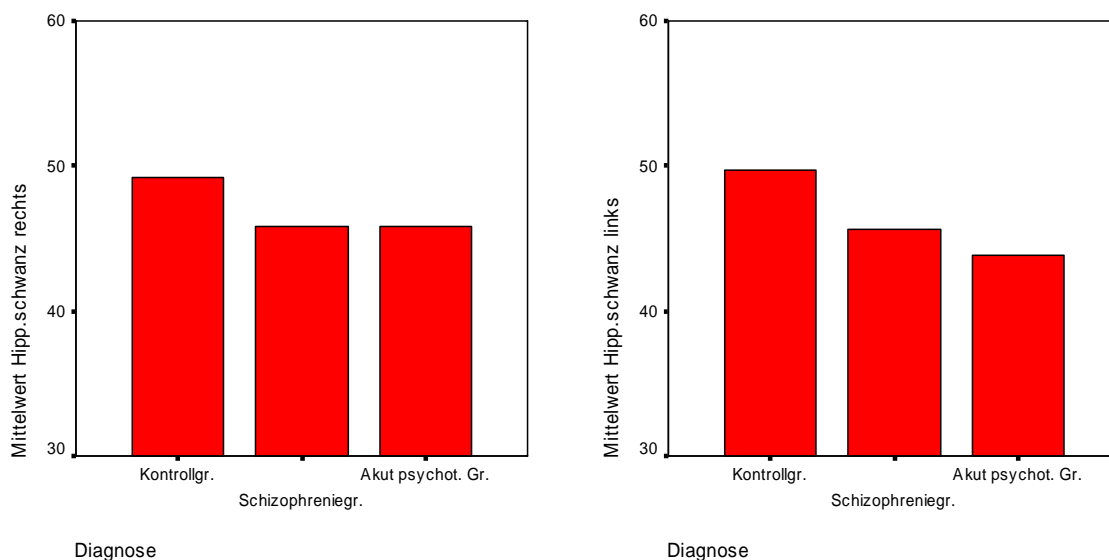 Mittelwert Hipp.schwanz rechts
60
50
40
30
Kontrollgr.
Akut psychot. Gr.
Schizophreniegr.
Diagnose
Mittelwert Hipp.schwanz links
60
50
40
30
Kontrollgr.
Akut psychot. Gr.
Schizophreniegr.
Diagnose